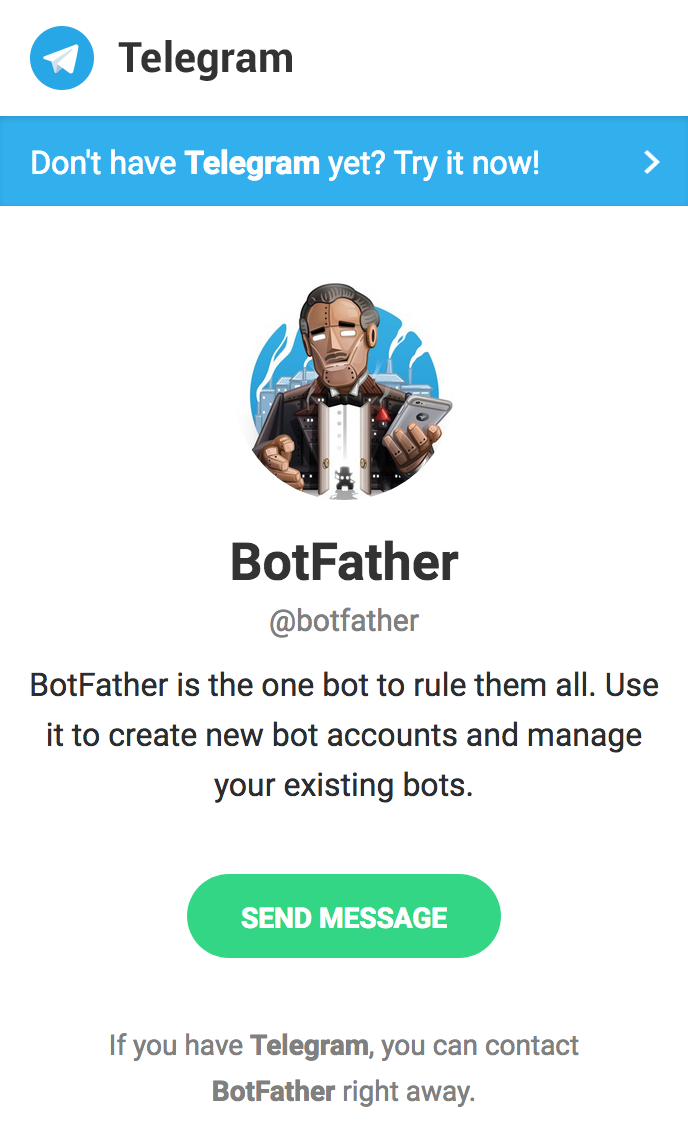 Telegram
Don't have Telegram yet? Try it now!
BotFather
@botfather
BotFather is the one bot to rule them all. Use
it to create new bot accounts and manage
your existing bots.
SEND MESSAGE
If you have Telegram, you can contact
BotFather right away.